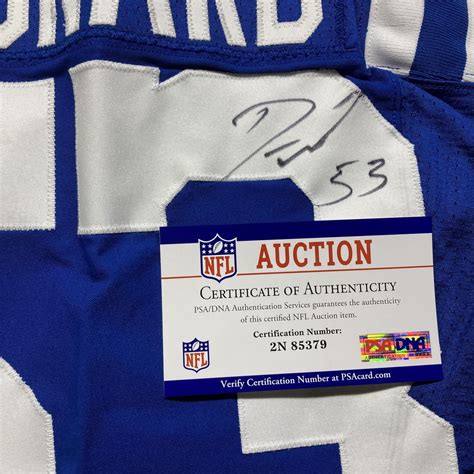 ONARD
53
NFL AUCTION
CERTIFICATE OF AUTHENTICITY
PSA/DNA Authentication Services guarantees the authenticity
of this certified NFL Auction item.
Certification Number:
2N 85379
NFL
PSA/DNA
Verify Certification Number at PSAcard.com.